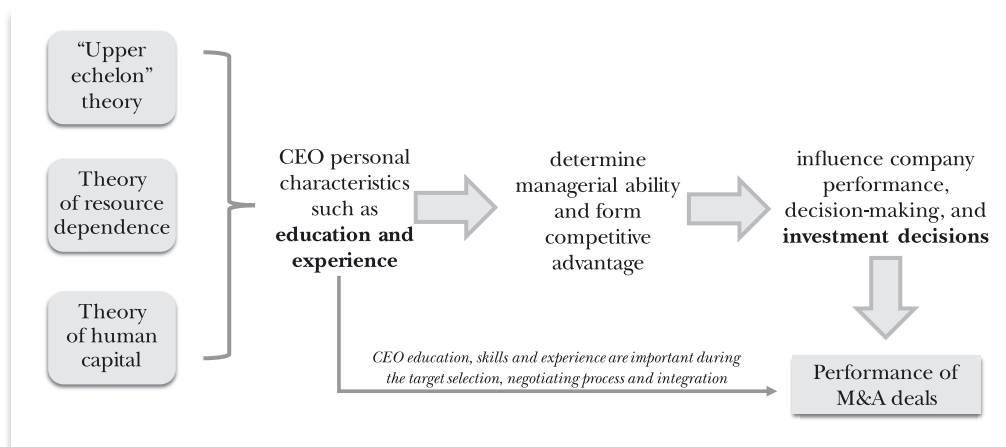 “Upper
echelon”
theory
Theory
of resource
dependence
Theory
of human
capital
CEO personal
characteristics
such as
education and
experience
determine
managerial ability
and form
competitive
advantage
influence company
performance,
decision-making, and
investment decisions
CEO education, skills and experience are important during
the target selection, negotiating process and integration
Performance of
M&A deals